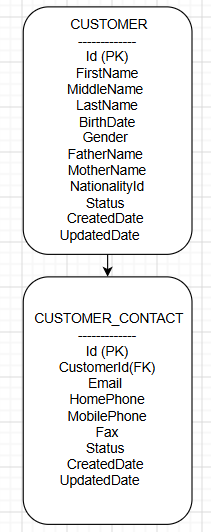 CUSTOMER
-------------
Id (PK)
FirstName
MiddleName
LastName
BirthDate
Gender
FatherName
MotherName
NationalityId
Status
CreatedDate
UpdatedDate
CUSTOMER_CONTACT
-------------
Id (PK)
CustomerId(FK)
Email
HomePhone
MobilePhone
Fax
Status
CreatedDate
UpdatedDate